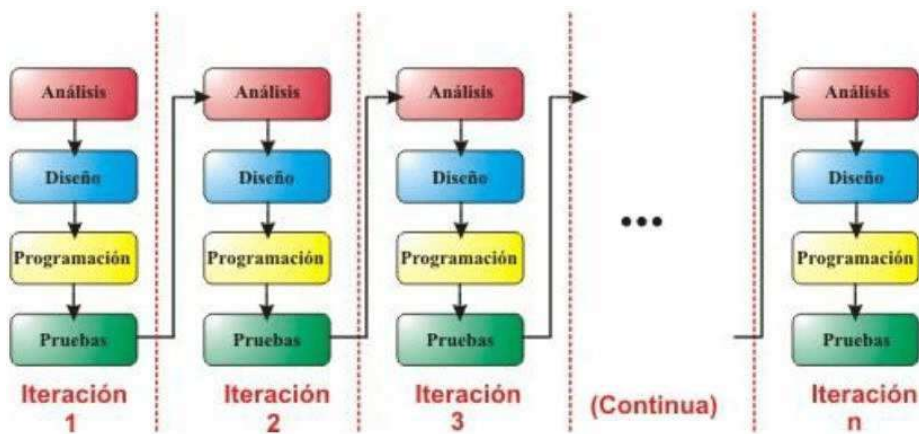 Análisis
Diseño
Programación
Pruebas
Iteración
1
Análisis
Diseño
Programación
Pruebas
Iteración
2
Análisis
Diseño
Programación
Pruebas
Iteración
3
...
(Continua)
Análisis
Diseño
Programación
Pruebas
Iteración
n